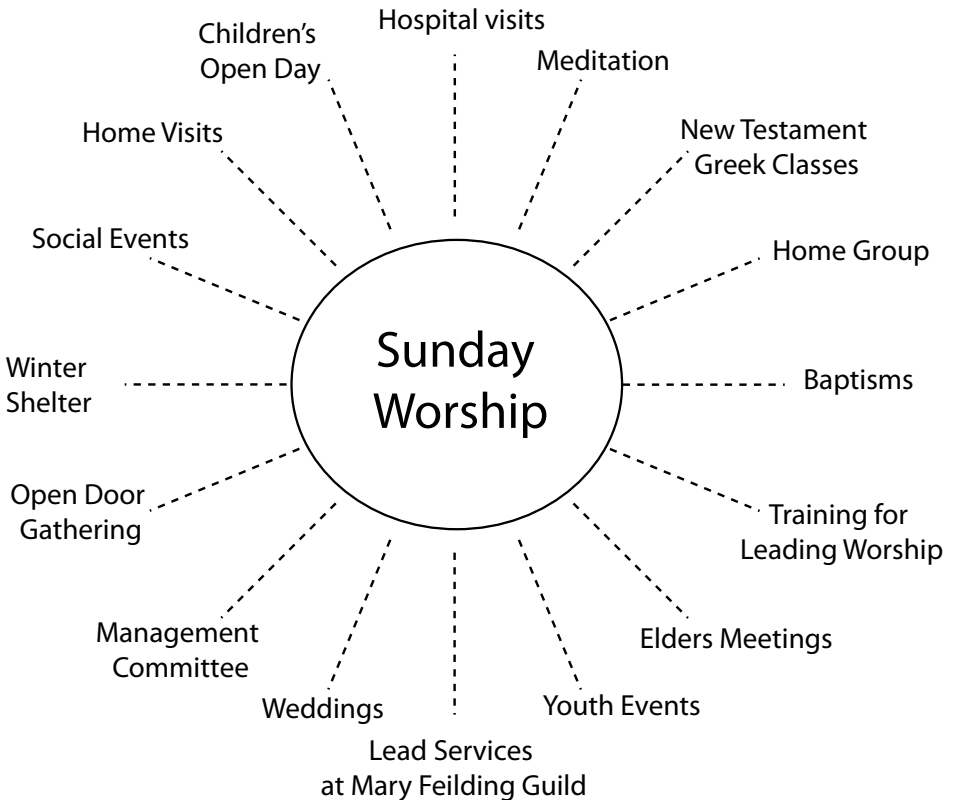 Hospital visits
Children's
Open Day
Meditation
Home Visits
New Testament
Greek Classes
Social Events
Home Group
Sunday
Worship
Winter
Shelter
Baptisms
Open Door
Gathering
Training for
Leading Worship
Management
Committee
Elders Meetings
Weddings
Youth Events
Lead Services
at Mary Feilding Guild